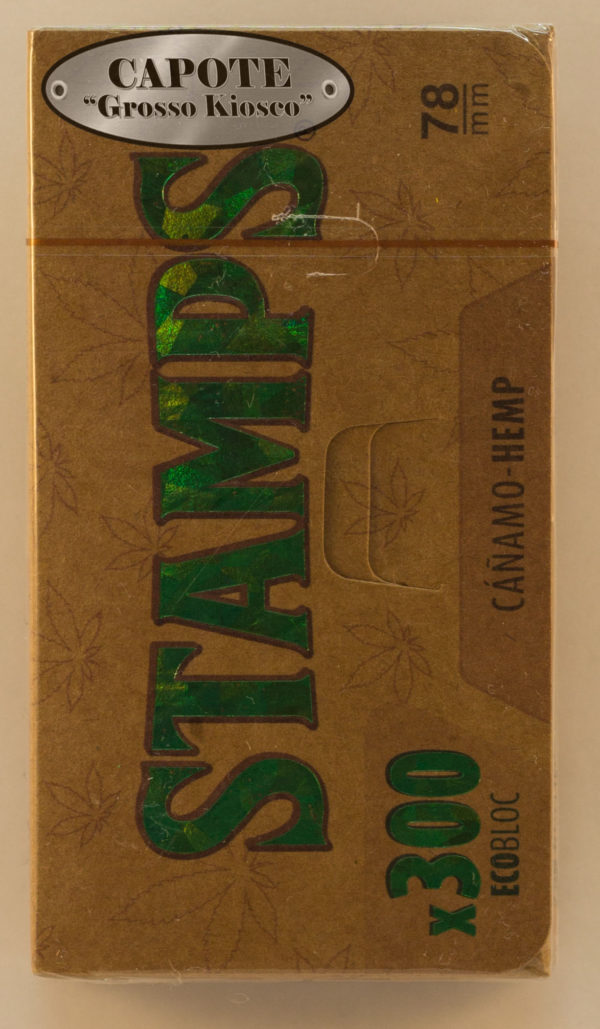 CAPOTE
“Grosso Kiosco”
78
mm
STAMPS
CÁÑAMO-HEMP
x300
ECOBLOC